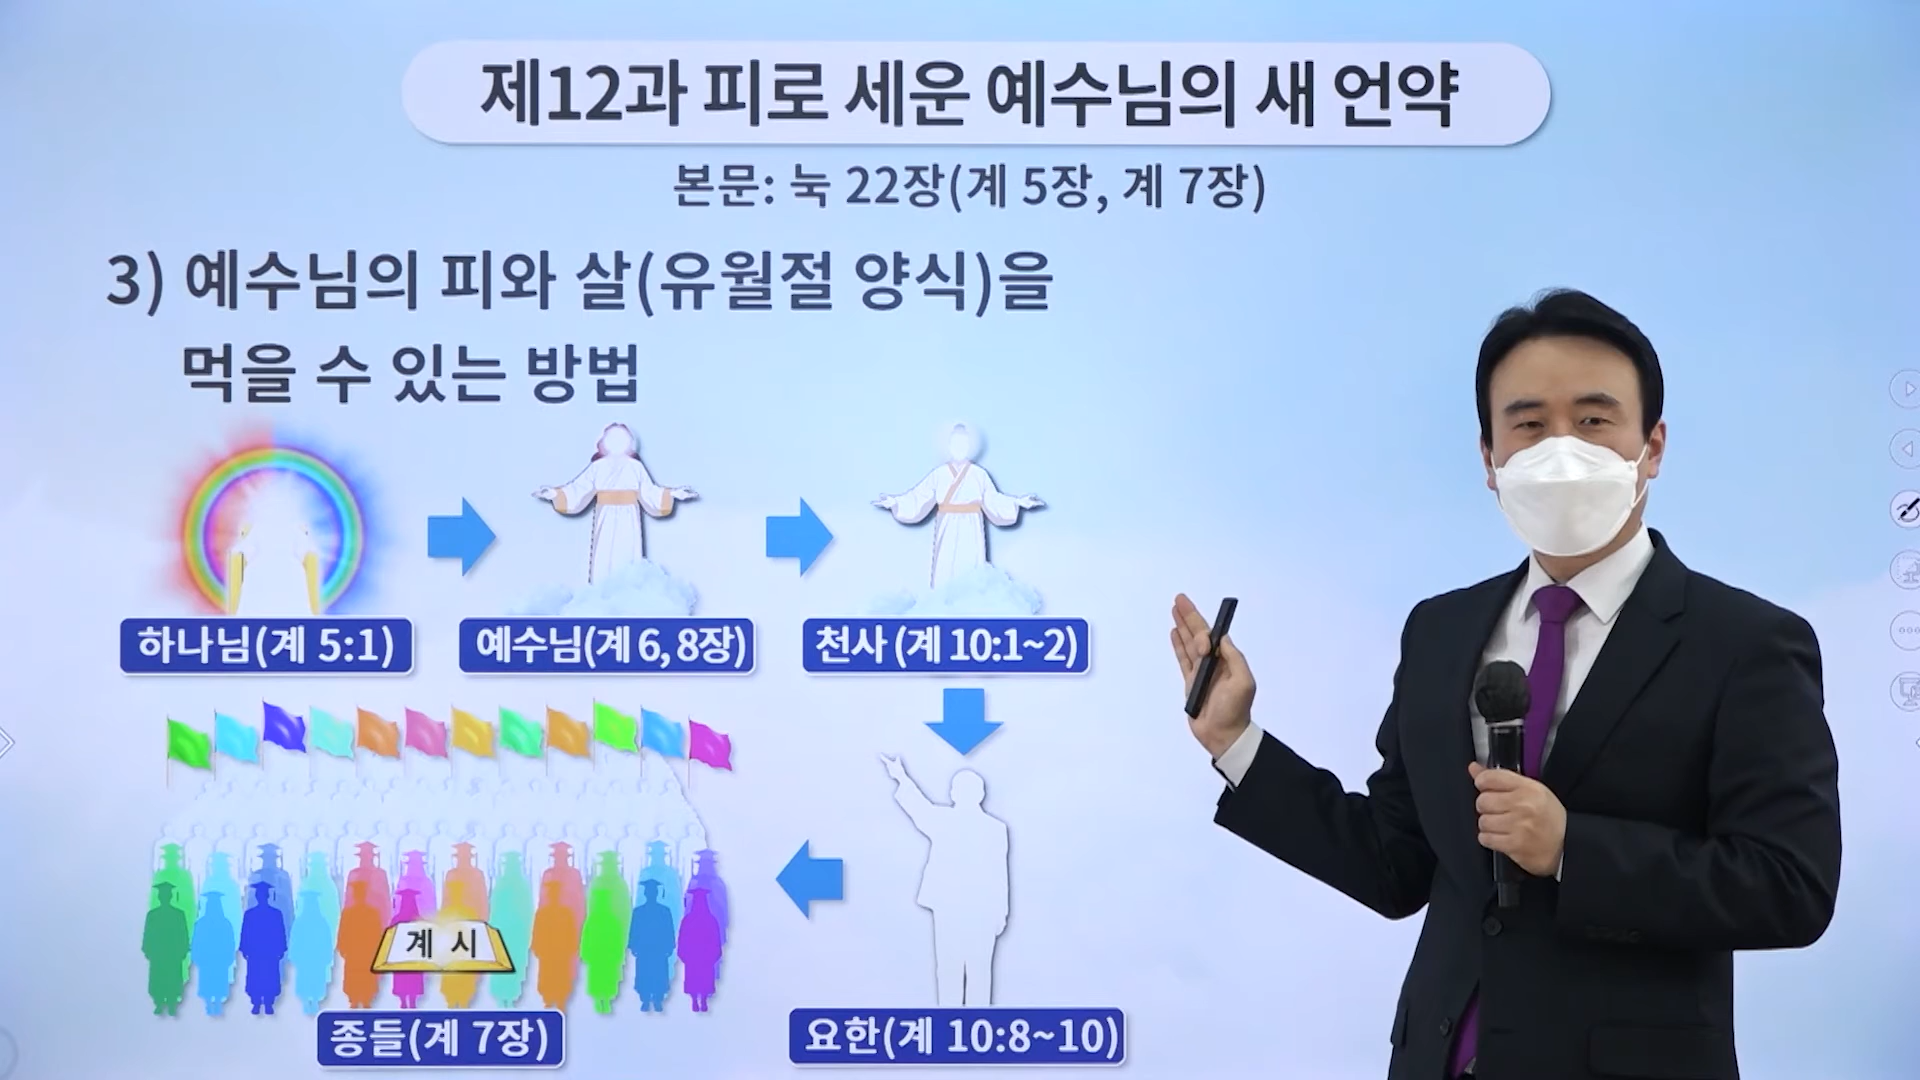 제12과 피로 세운 예수님의 새 언약
본문: 눅 22장(계 5장, 계 7장)
3) 예수님의 피와 살(유월절 양식)을
먹을 수 있는 방법
하나님(계 5:1)
예수님(계 6, 8장)
천사 (계 10:1~2)
계 시
종들(계 7장)
요한(계 10:8~10)